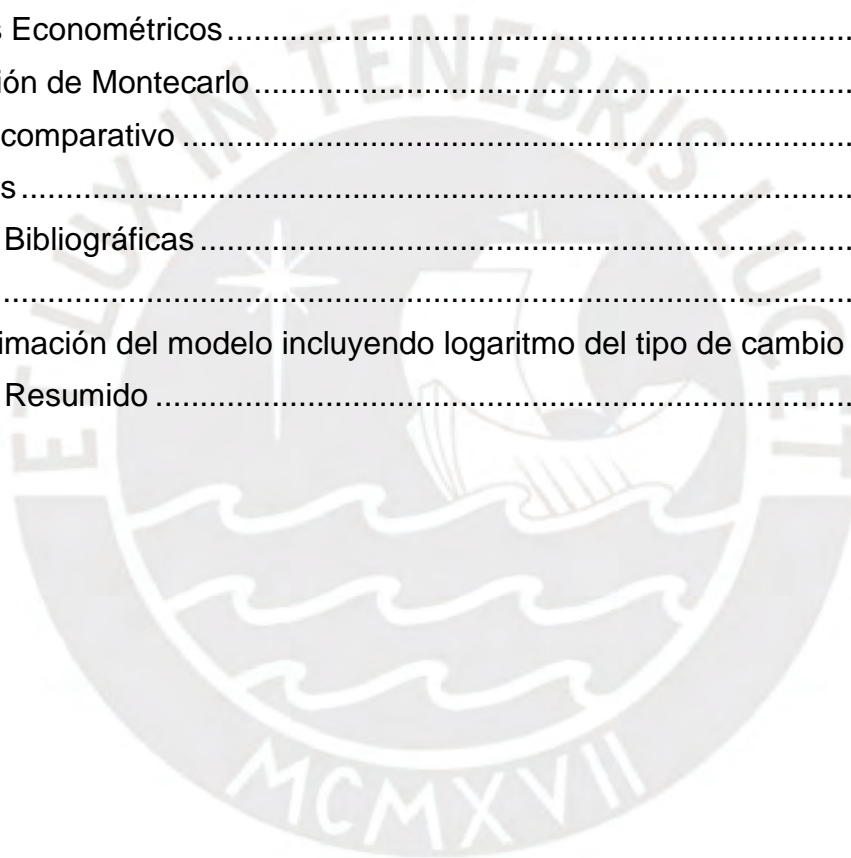 s Econométricos.......................................................................
ión de Montecarlo....................................................................
comparativo............................................................................
s................................................................................................
Bibliográficas..........................................................................
..................................................................................................
imación del modelo incluyendo logaritmo del tipo de cambio
Resumido...............................................................................
ET LUX IN TENEBRIS LUCET
MCMXVII